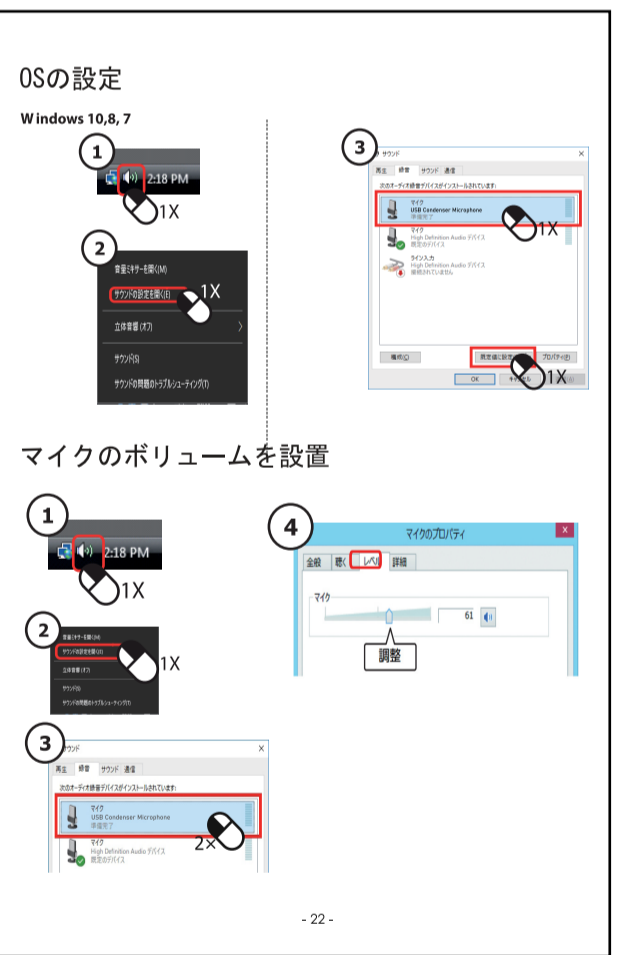 OSの設定
Windows 10,8, 7
1
2:18 PM
1X
2
音量ミキサーを開く(M)
サウンドの設定を開く(E)
1X
立体音響 (オフ)
サウンド(S)
サウンドの問題のトラブルシューティング(T)
3
サウンド
再生 録音 サウンド 通信
次のオーディオ録音デバイスがインストールされています:
マイク
USB Condenser Microphone
準備完了
1X
マイク
High Definition Audio デバイス
既定のデバイス
ライン入力
High Definition Audio デバイス
接続されていません
構成(C)
既定値に設定
プロパティ(P)
OK
1X
マイクのボリュームを設置
1
2:18 PM
1X
2
音量ミキサーを開く(M)
サウンドの設定を開く(E)
1X
立体音響 (オフ)
サウンド(S)
サウンドの問題のトラブルシューティング(T)
3
サウンド
再生 録音 サウンド 通信
次のオーディオ録音デバイスがインストールされています:
マイク
USB Condenser Microphone
準備完了
2×
マイク
High Definition Audio デバイス
既定のデバイス
4
マイクのプロパティ
全般 聴く レベル 詳細
マイク
61
調整
- 22 -